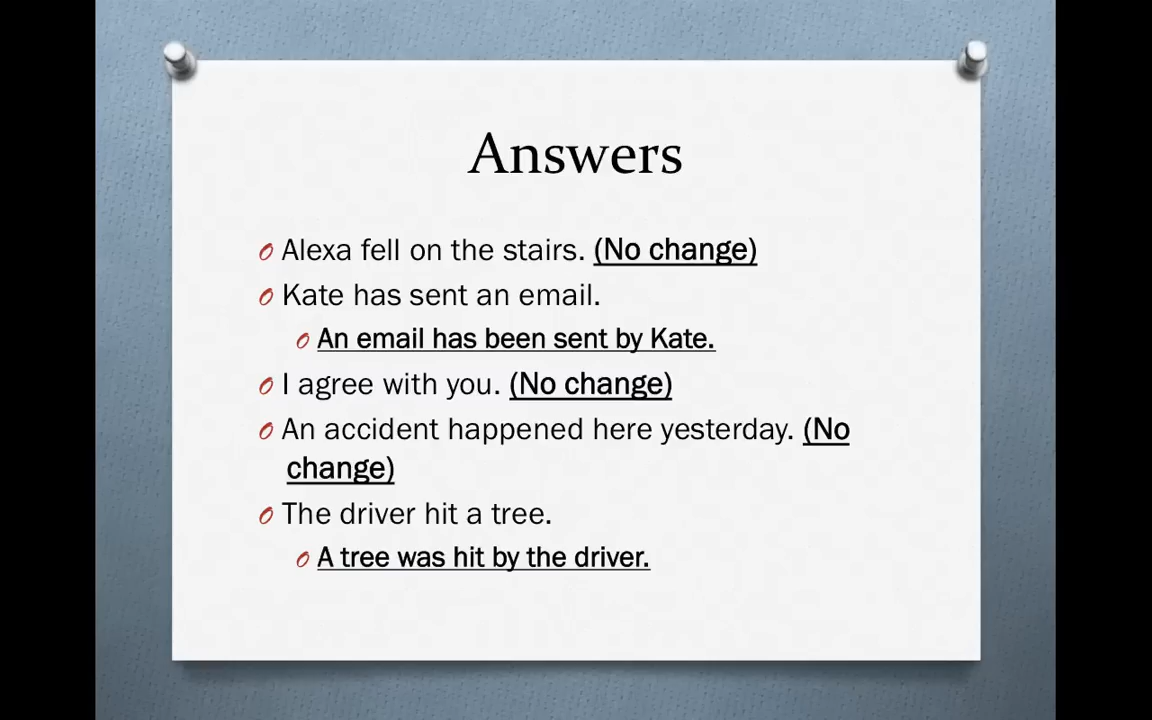 Answers
Alexa fell on the stairs. (No change)
Kate has sent an email.
An email has been sent by Kate.
I agree with you. (No change)
An accident happened here yesterday. (No
change)
The driver hit a tree.
A tree was hit by the driver.